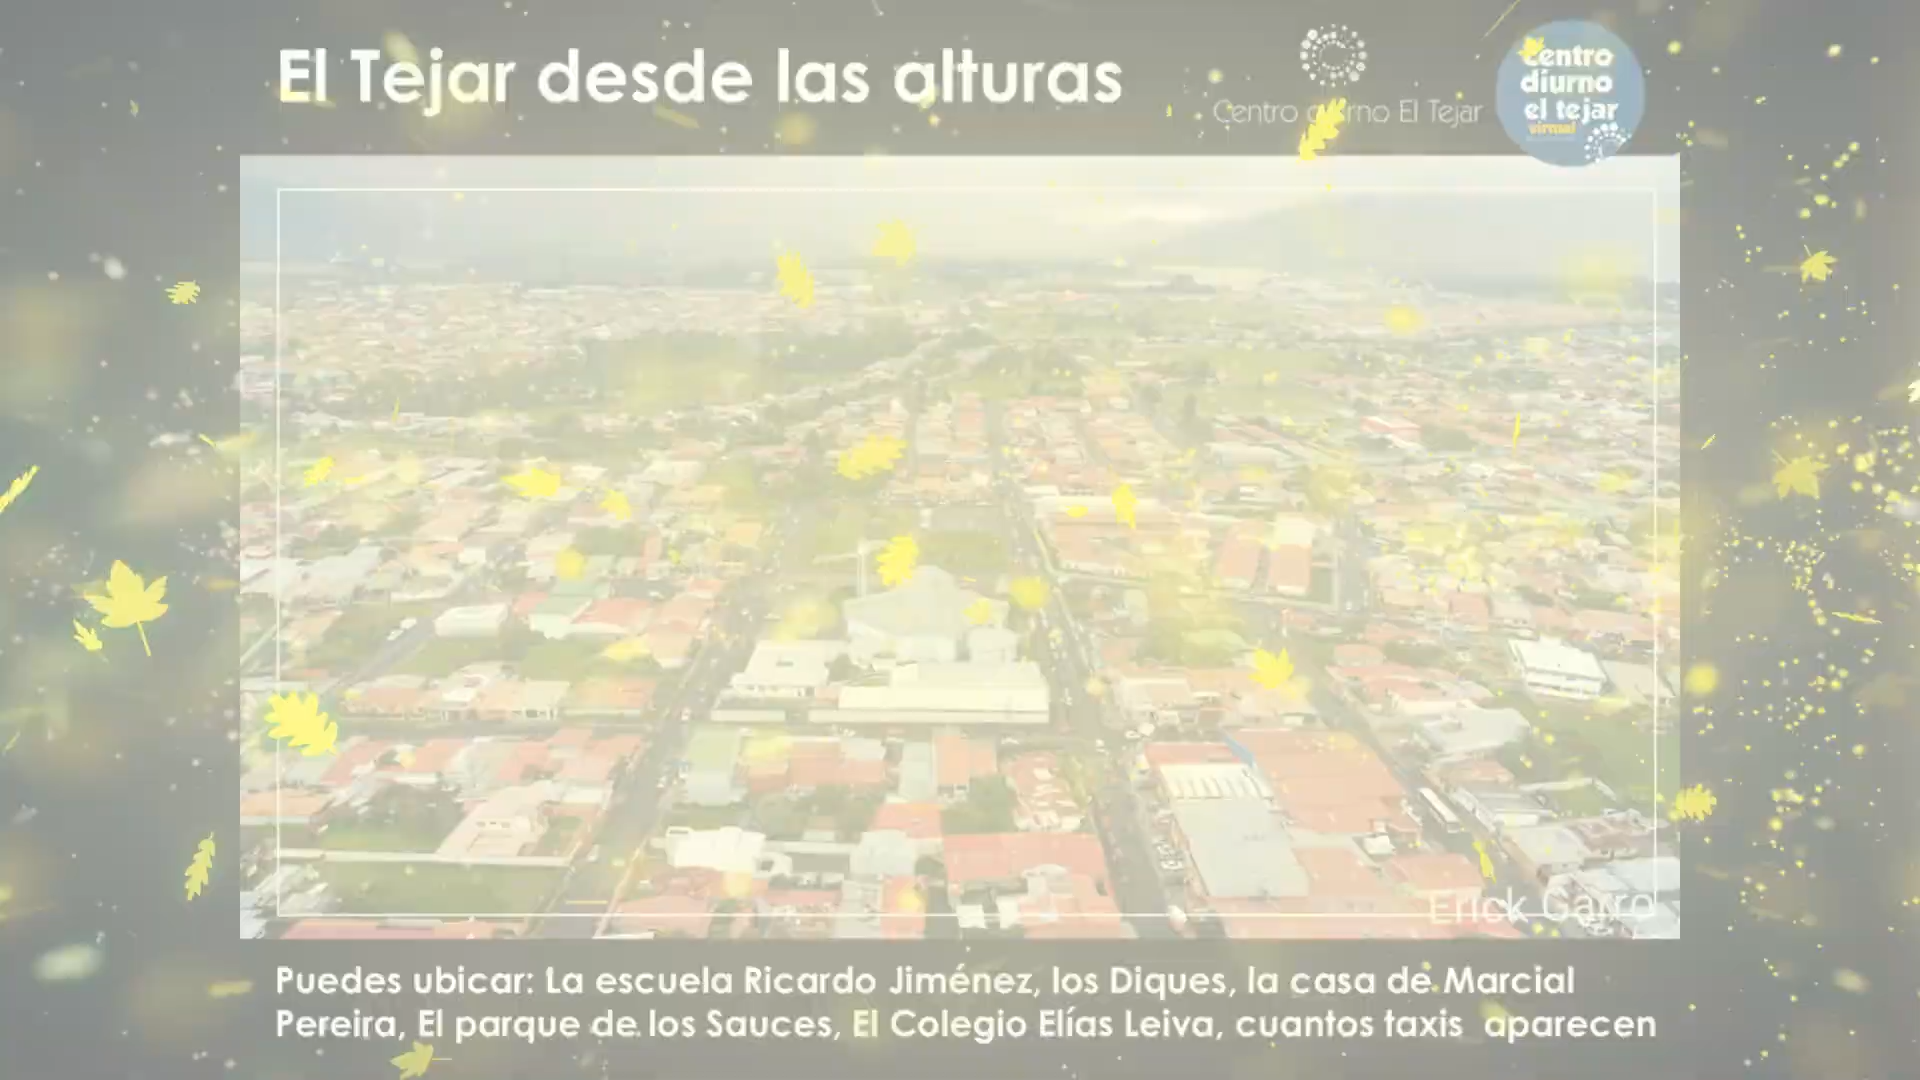 El Tejar desde las alturas
Centro diurno El Tejar
centro
diurno
el tejar
virtual
Erick Garro
Puedes ubicar: La escuela Ricardo Jiménez, los Diques, la casa de Marcial
Pereira, El parque de los Sauces, El Colegio Elías Leiva, cuantos taxis aparecen